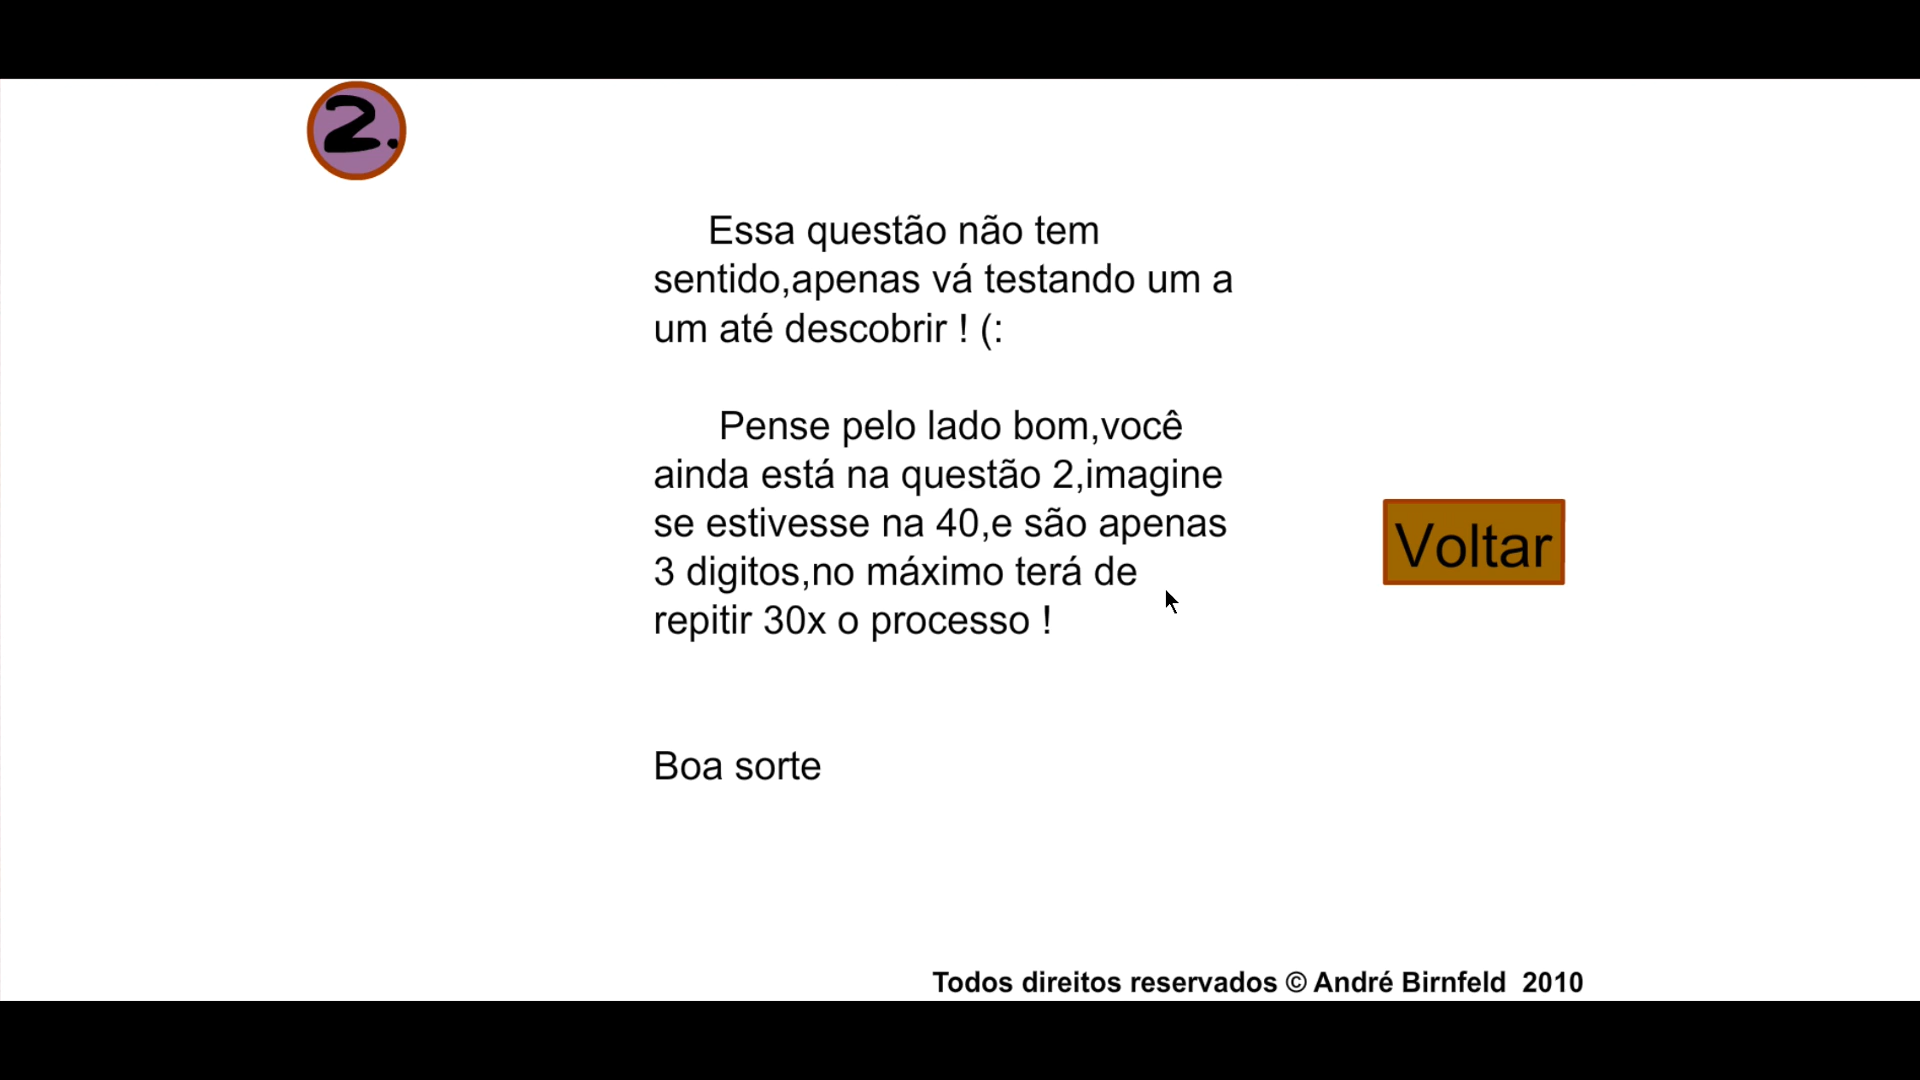 2.
Essa questão não tem
sentido,apenas vá testando um a
um até descobrir ! (:
Pense pelo lado bom,você
ainda está na questão 2,imagine
se estivesse na 40,e são apenas
3 digitos,no máximo terá de
repitir 30x o processo !
Voltar
Boa sorte
Todos direitos reservados © André Birnfeld 2010